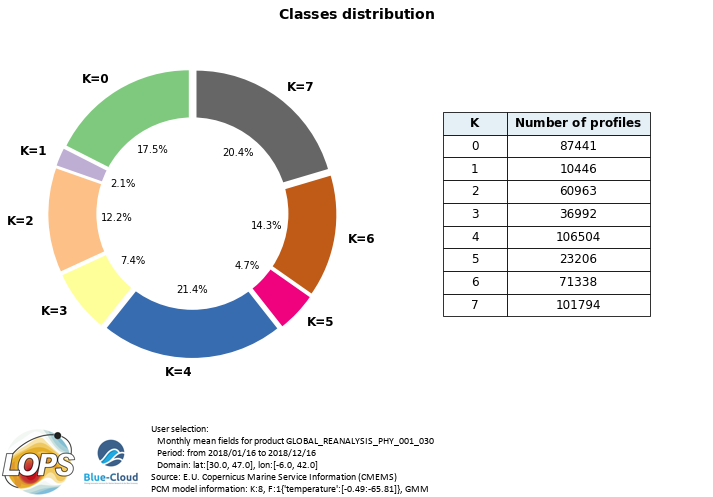 Classes distribution
K=0
K=7
K=1
K=2
K=6
K=3
K=5
K=4
17.5%
20.4%
2.1%
12.2%
14.3%
7.4%
4.7%
21.4%
K Number of profiles
0 87441
1 10446
2 60963
3 36992
4 106504
5 23206
6 71338
7 101794
User selection:
Monthly mean fields for product GLOBAL_REANALYSIS_PHY_001_030
Period: from 2018/01/16 to 2018/12/16
Domain: lat:[30.0, 47.0], lon:[-6.0, 42.0]
Source: E.U. Copernicus Marine Service Information (CMEMS)
PCM model information: K:8, F:1{'temperature':[-0.49:-65.81]}, GMM
LOPS
Blue-Cloud